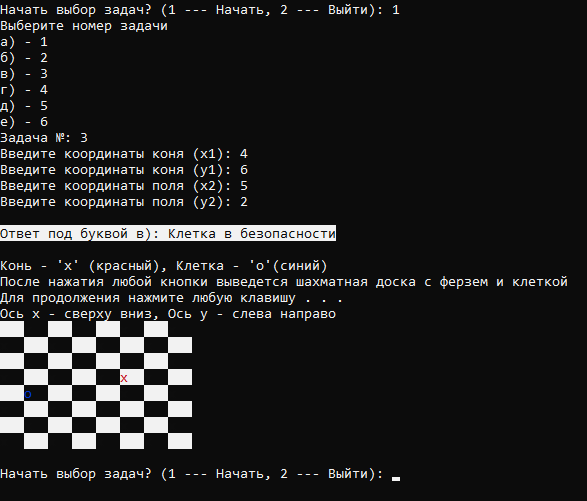 Начать выбор задач? (1 --- Начать, 2 --- Выйти): 1
Выберите номер задачи
а) - 1
б) - 2
в) - 3
г) - 4
д) - 5
е) - 6
Задача №: 3
Введите координаты коня (x1): 4
Введите координаты коня (y1): 6
Введите координаты поля (x2): 5
Введите координаты поля (y2): 2
Ответ под буквой в): Клетка в безопасности
Конь - 'x' (красный), Клетка - 'o'(синий)
После нажатия любой кнопки выведется шахматная доска с ферзем и клеткой
Для продолжения нажмите любую клавишу . . .
Ось x - сверху вниз, Ось y - слева направо
x
o
Начать выбор задач? (1 --- Начать, 2 --- Выйти):